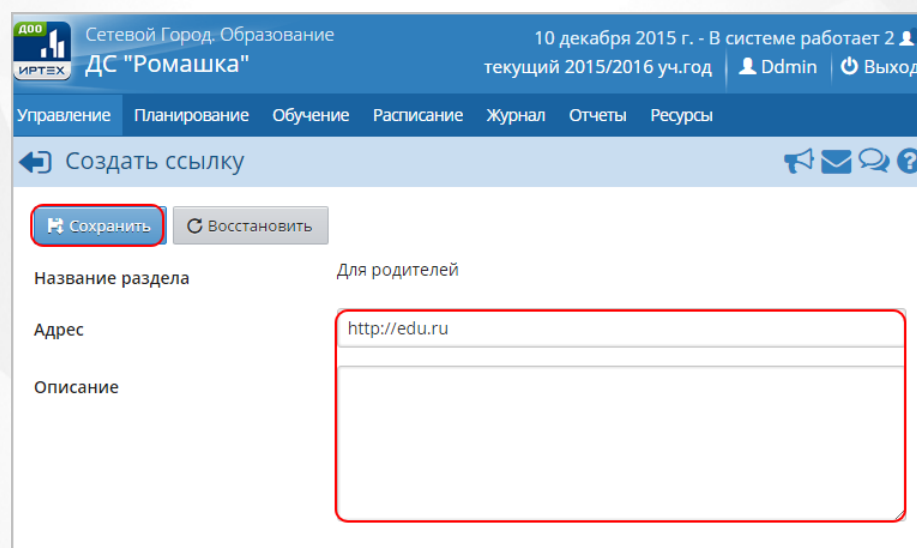 ДОО
ИРТЕХ
Сетевой Город. Образование
ДС "Ромашка"
10 декабря 2015 г. - В системе работает 2
текущий 2015/2016 уч.год Ddmin Выход
Управление Планирование Обучение Расписание Журнал Отчеты Ресурсы
Создать ссылку
Сохранить Восстановить
Название раздела Для родителей
Адрес http://edu.ru
Описание